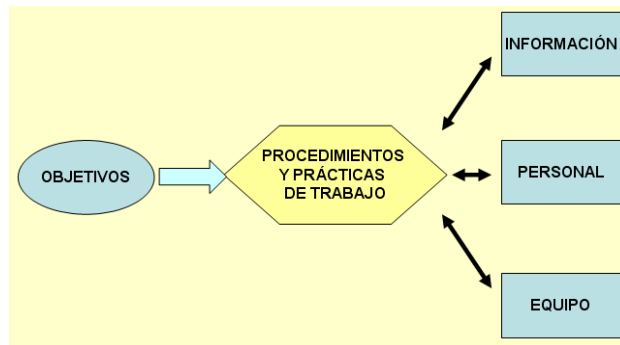 INFORMACIÓN
OBJETIVOS
PROCEDIMIENTOS
Y PRÁCTICAS
DE TRABAJO
PERSONAL
EQUIPO